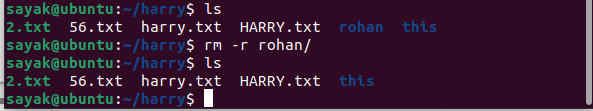 sayak@ubuntu:~/harry$ ls
2.txt 56.txt harry.txt HARRY.txt rohan this
sayak@ubuntu:~/harry$ rm -r rohan/
sayak@ubuntu:~/harry$ ls
2.txt 56.txt harry.txt HARRY.txt this
sayak@ubuntu:~/harry$